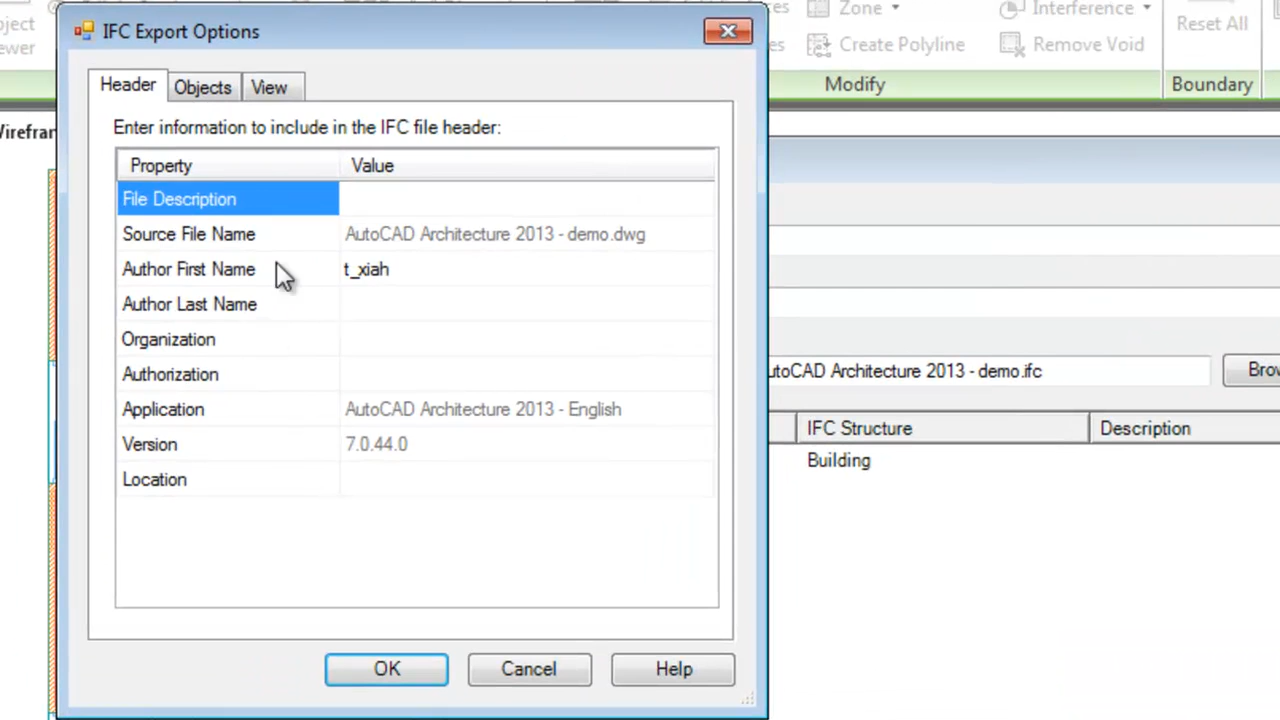 IFC Export Options
Header Objects View
Enter information to include in the IFC file header:
Property Value
File Description
Source File Name AutoCAD Architecture 2013 - demo.dwg
Author First Name t_xiah
Author Last Name
Organization
Authorization
Application AutoCAD Architecture 2013 - English
Version 7.0.44.0
Location
OK Cancel Help
Zone
Interference
Reset All
Create Polyline
Remove Void
Modify
Boundary
utoCAD Architecture 2013 - demo.ifc
Brow
IFC Structure Description
Building